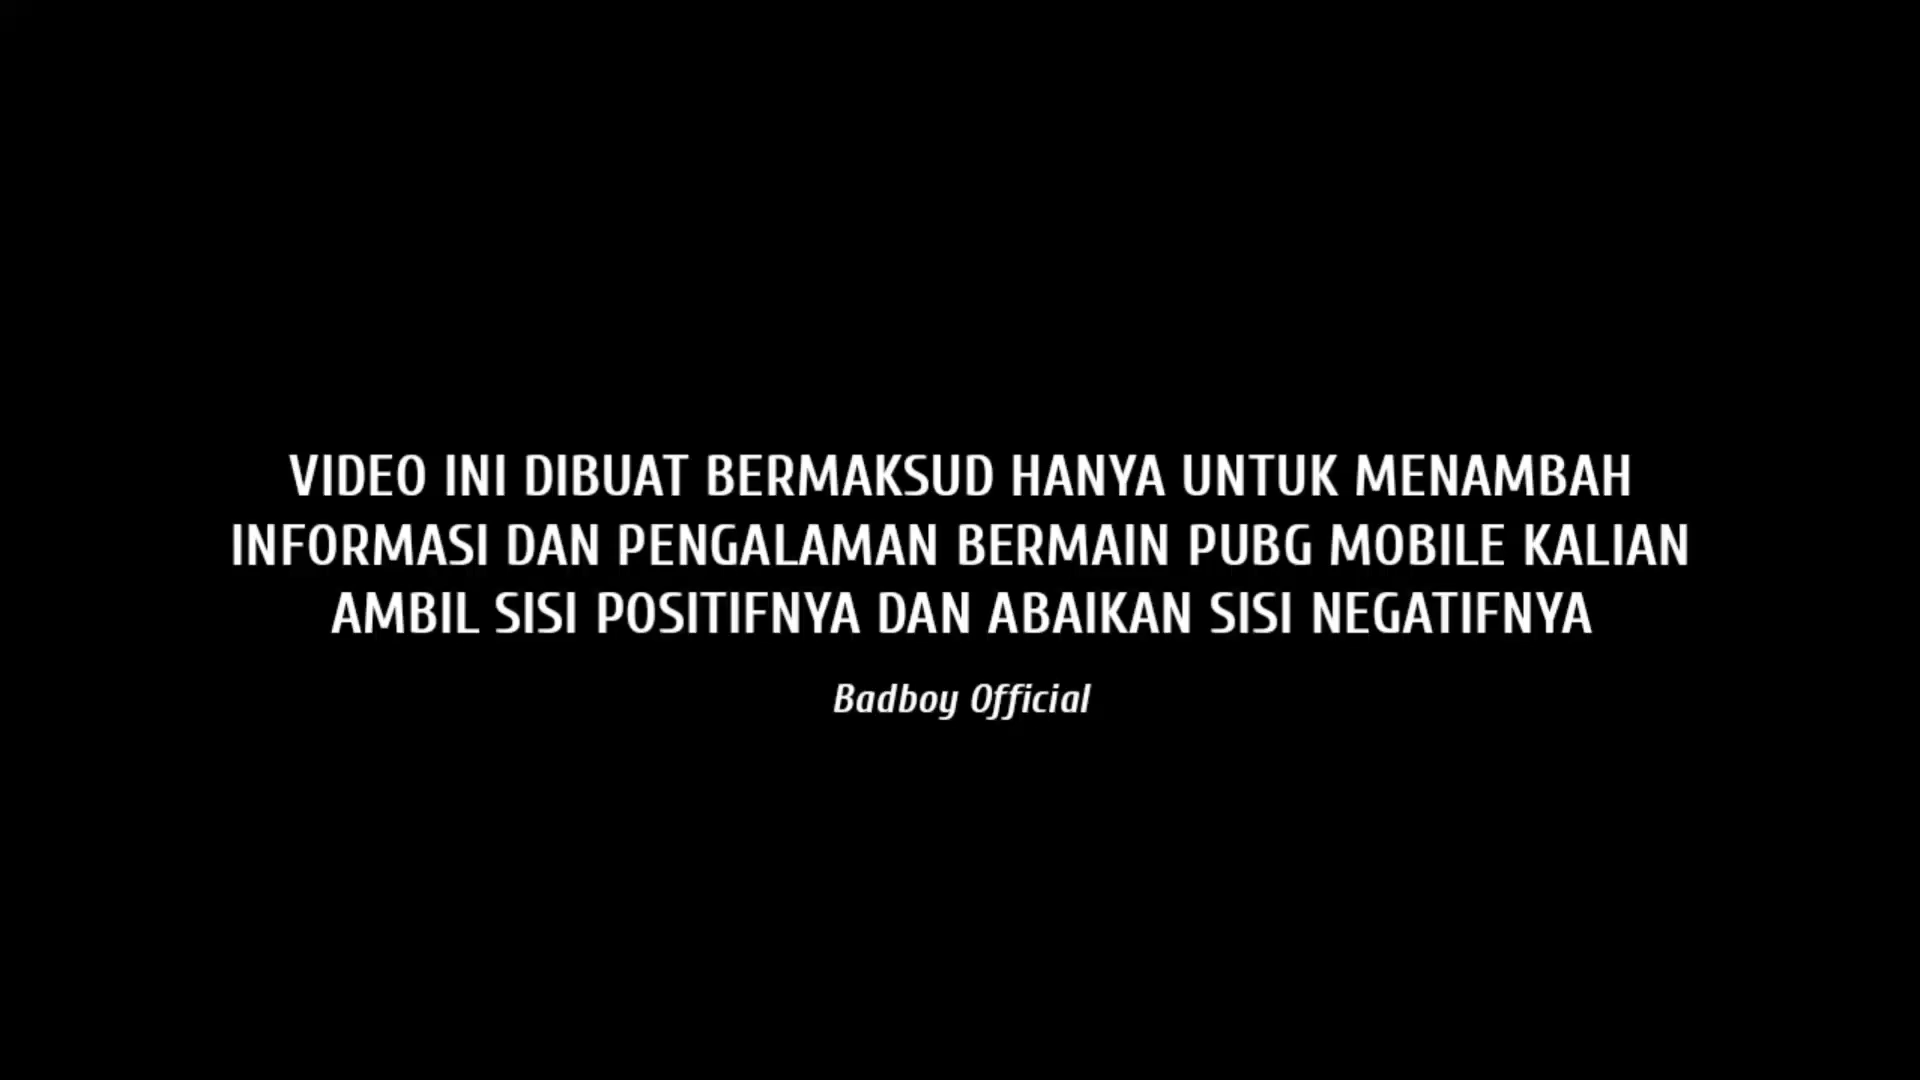 VIDEO INI DIBUAT BERMAKSUD HANYA UNTUK MENAMBAH
INFORMASI DAN PENGALAMAN BERMAIN PUBG MOBILE KALIAN
AMBIL SISI POSITIFNYA DAN ABAIKAN SISI NEGATIFNYA
Badboy Official